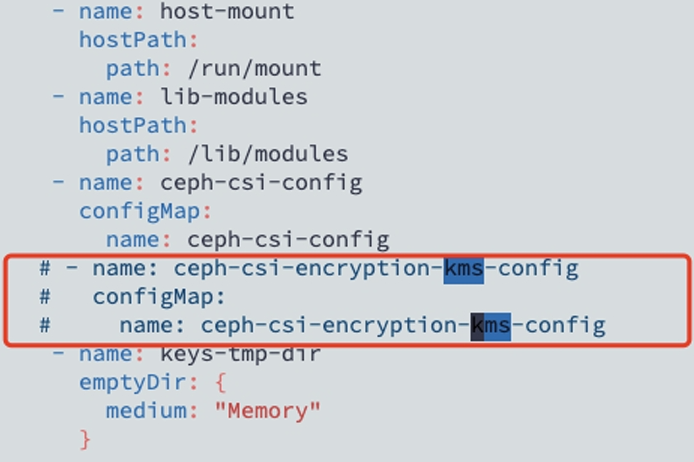 - name: host-mount
hostPath:
path: /run/mount
- name: lib-modules
hostPath:
path: /lib/modules
- name: ceph-csi-config
configMap:
name: ceph-csi-config
# - name: ceph-csi-encryption-kms-config
# configMap:
# name: ceph-csi-encryption-kms-config
- name: keys-tmp-dir
emptyDir: {
medium: "Memory"
}